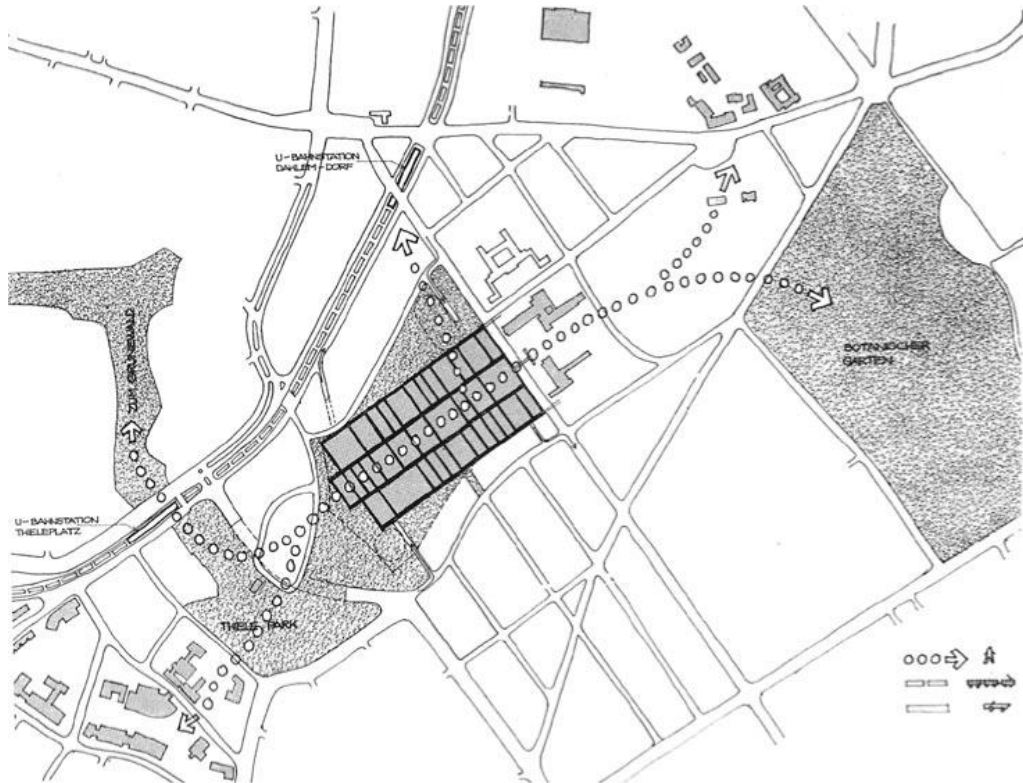 U-BAHNSTATION
DAHLEM-DORF
ZUM GRUNEWALD
BOTANISCHER
GARTEN
U-BAHNSTATION
THIELEPLATZ
THIELE PARK